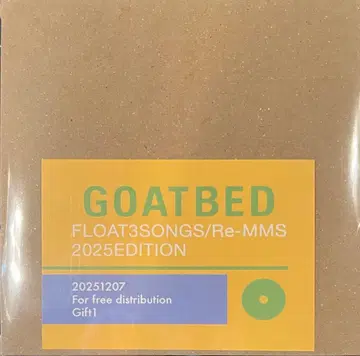 GOATBED
FLOAT3SONGS/Re-MMS
2025EDITION
20251207
For free distribution
Gift1